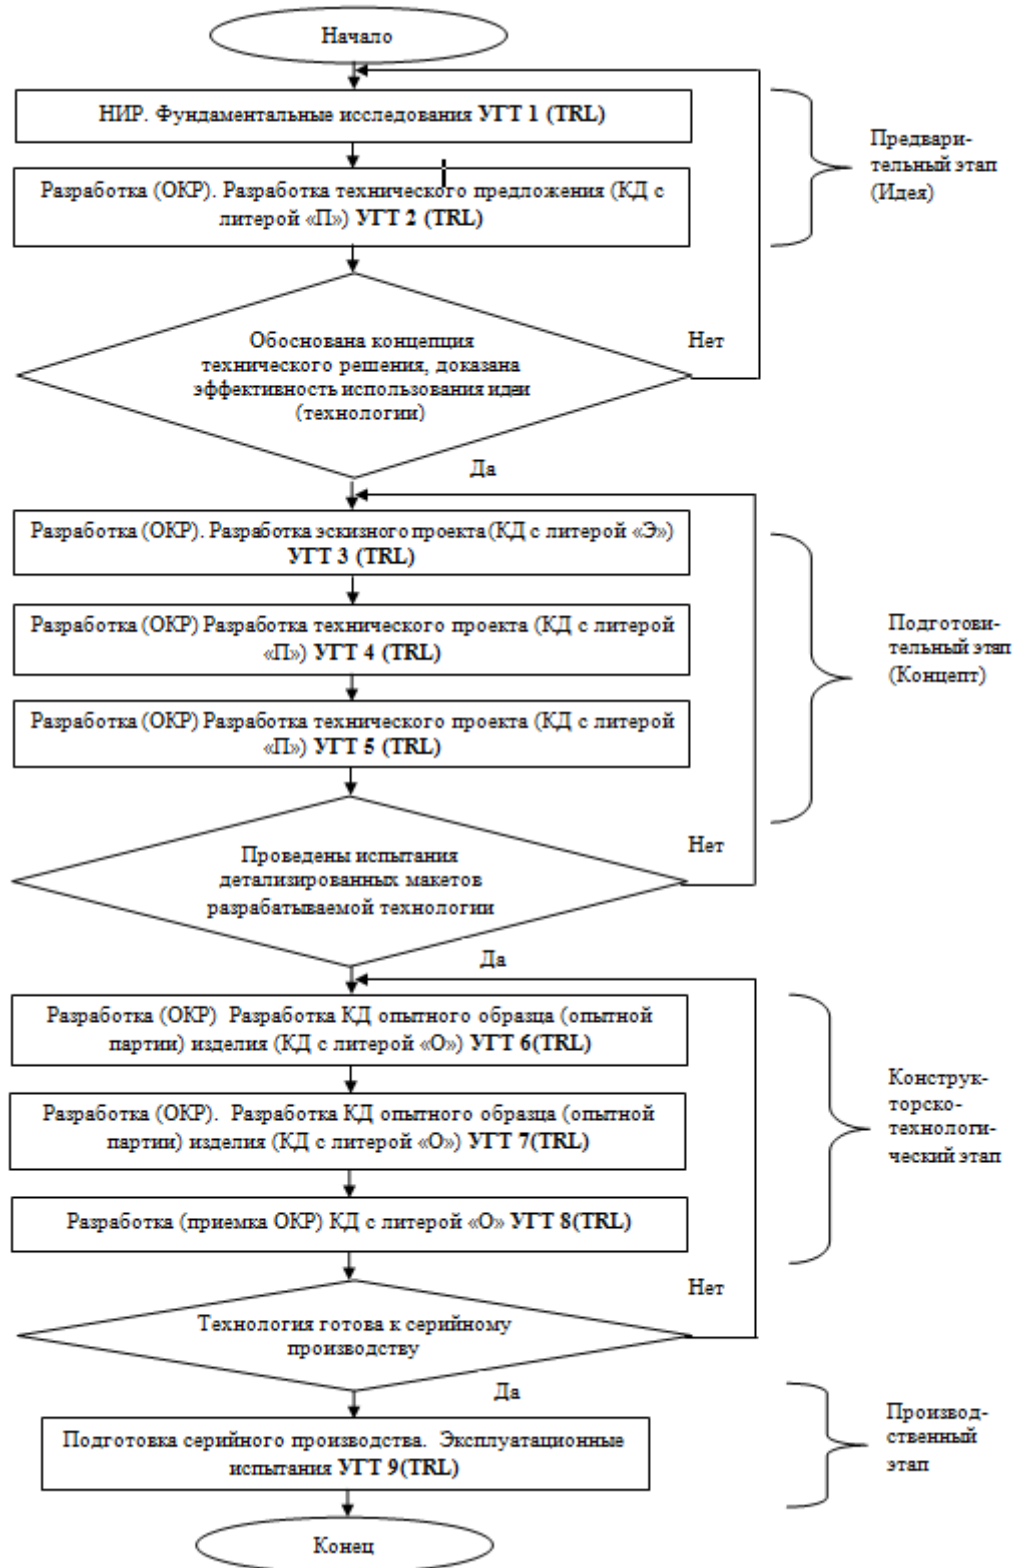 Начало
НИР. Фундаментальные исследования УГТ 1 (TRL)
Разработка (ОКР). Разработка технического предложения (КД с
литерой «П») УГТ 2 (TRL)
Предвари-
тельный этап
(Идея)
Обоснована концепция
технического решения, доказана
эффективность использования идеи
(технологии)
Нет
Да
Разработка (ОКР). Разработка эскизного проекта (КД с литерой «Э»)
УГТ 3 (TRL)
Разработка (ОКР) Разработка технического проекта (КД с литерой
«П») УГТ 4 (TRL)
Разработка (ОКР) Разработка технического проекта (КД с литерой
«П») УГТ 5 (TRL)
Подготови-
тельный этап
(Концепт)
Проведены испытания
детализированных макетов
разрабатываемой технологии
Нет
Да
Разработка (ОКР) Разработка КД опытного образца (опытной
партии) изделия (КД с литерой «О») УГТ 6(TRL)
Разработка (ОКР). Разработка КД опытного образца (опытной
партии) изделия (КД с литерой «О») УГТ 7(TRL)
Разработка (приемка ОКР) КД с литерой «О» УГТ 8(TRL)
Конструк-
торско-
технологи-
ческий этап
Технология готова к серийному
производству
Нет
Да
Подготовка серийного производства. Эксплуатационные
испытания УГТ 9(TRL)
Производ-
ственный
этап
Конец